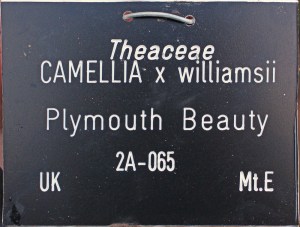 Theaceae
CAMELLIA x williamsii
Plymouth Beauty
2A-065
UK Mt.E